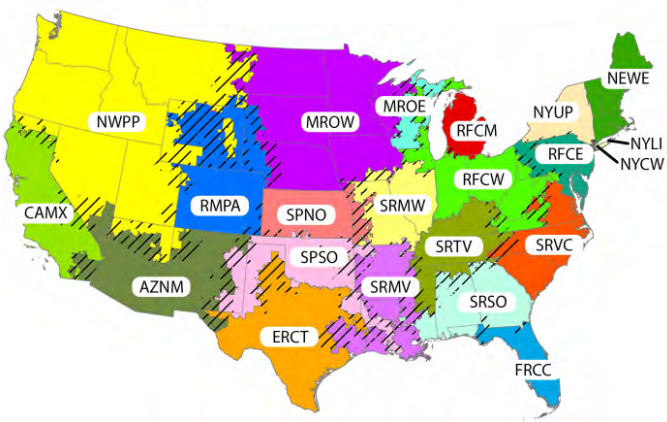 NEWE
NWPP
MROW
MROE
RFCM
NYUP
NYLI
RFCE
NYCW
RFCW
CAMX
RMPA
SPNO
SRMW
SRTV
SRVC
SPSO
AZNM
SRMV
SRSO
ERCT
FRCC